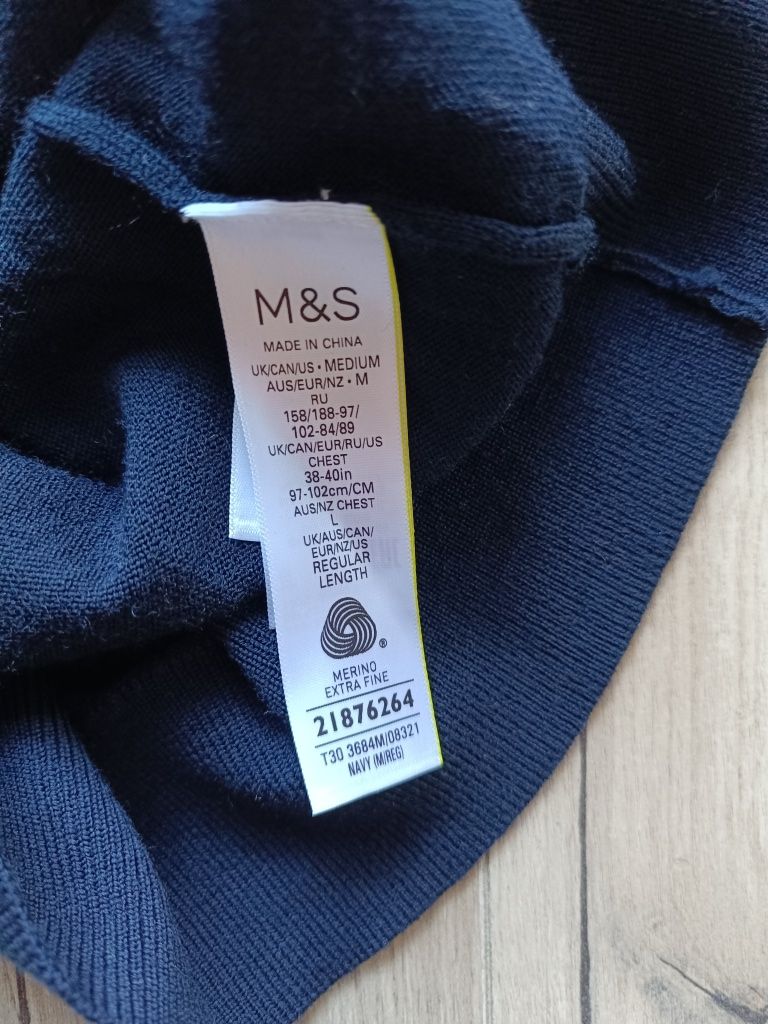 M&S
MADE IN CHINA
UK/CAN/US • MEDIUM
AUS/EUR/NZ • M
RU
158/188-97/
102-84/89
UK/CAN/EUR/RU/US
CHEST
38-40in
97-102cm/CM
AUS/NZ CHEST
L
UK/AUS/CAN/
EUR/NZ/US
REGULAR
LENGTH
®
MERINO
EXTRA FINE
21876264
T30 3684M/08321
NAVY (M/REG)